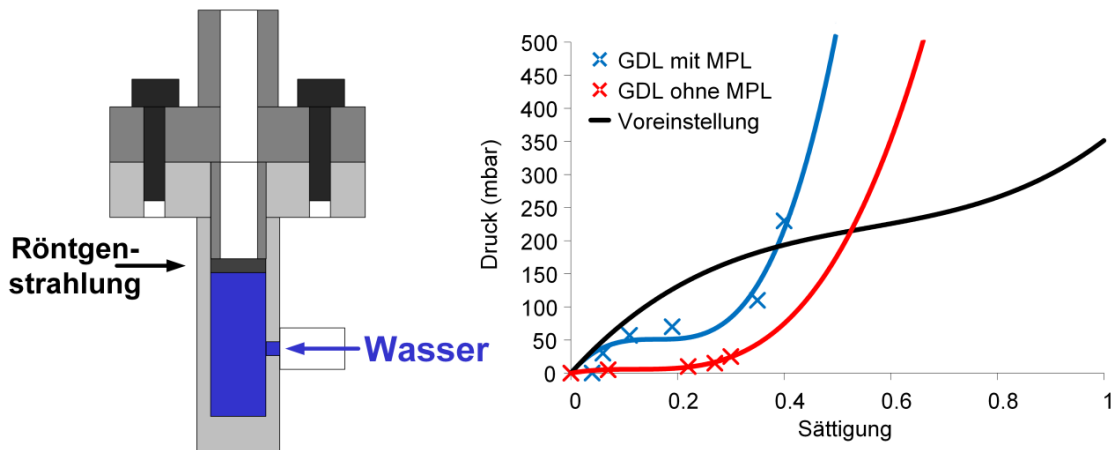 Röntgen-
strahlung
Wasser
500
450
400
350
300
250
200
150
100
50
0
Druck (mbar)
GDL mit MPL
GDL ohne MPL
Voreinstellung
0
0.2
0.4
0.6
0.8
1
Sättigung